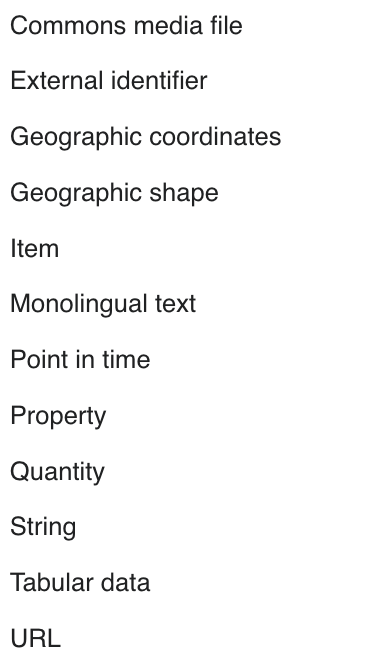 Commons media file
External identifier
Geographic coordinates
Geographic shape
Item
Monolingual text
Point in time
Property
Quantity
String
Tabular data
URL